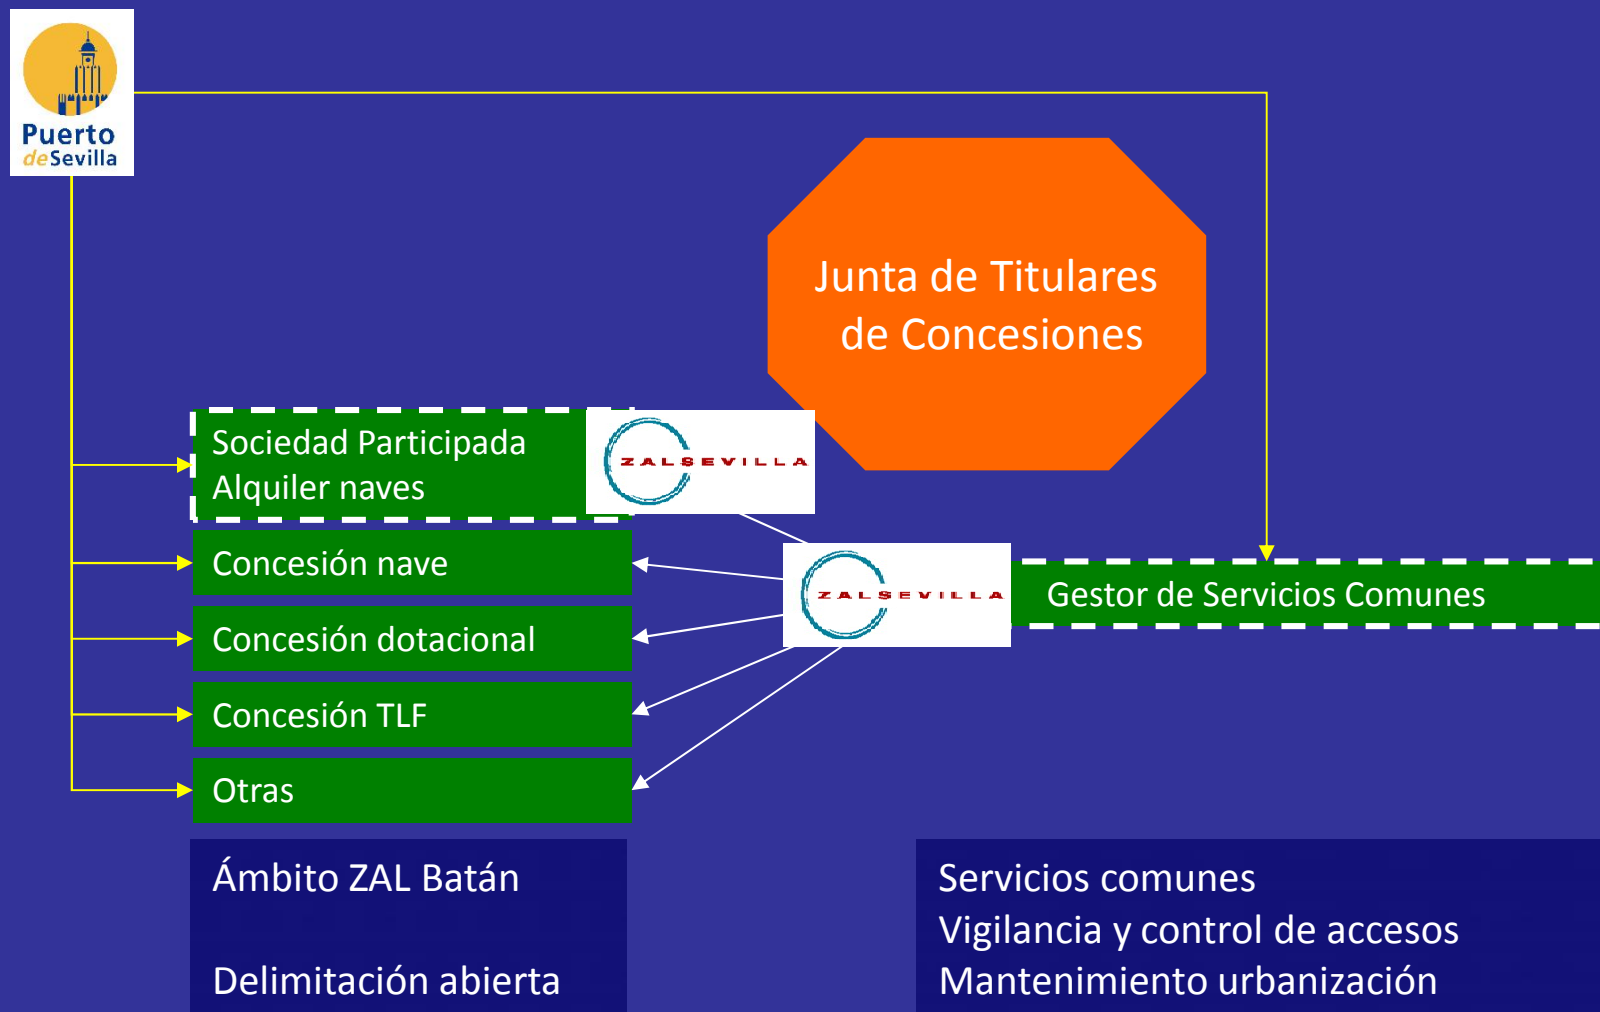 Puerto
de Sevilla
Junta de Titulares
de Concesiones
Sociedad Participada
Alquiler naves
ZALSEVILLA
Concesión nave
ZALSEVILLA
Gestor de Servicios Comunes
Concesión dotacional
Concesión TLF
Otras
Ámbito ZAL Batán
Delimitación abierta
Servicios comunes
Vigilancia y control de accesos
Mantenimiento urbanización